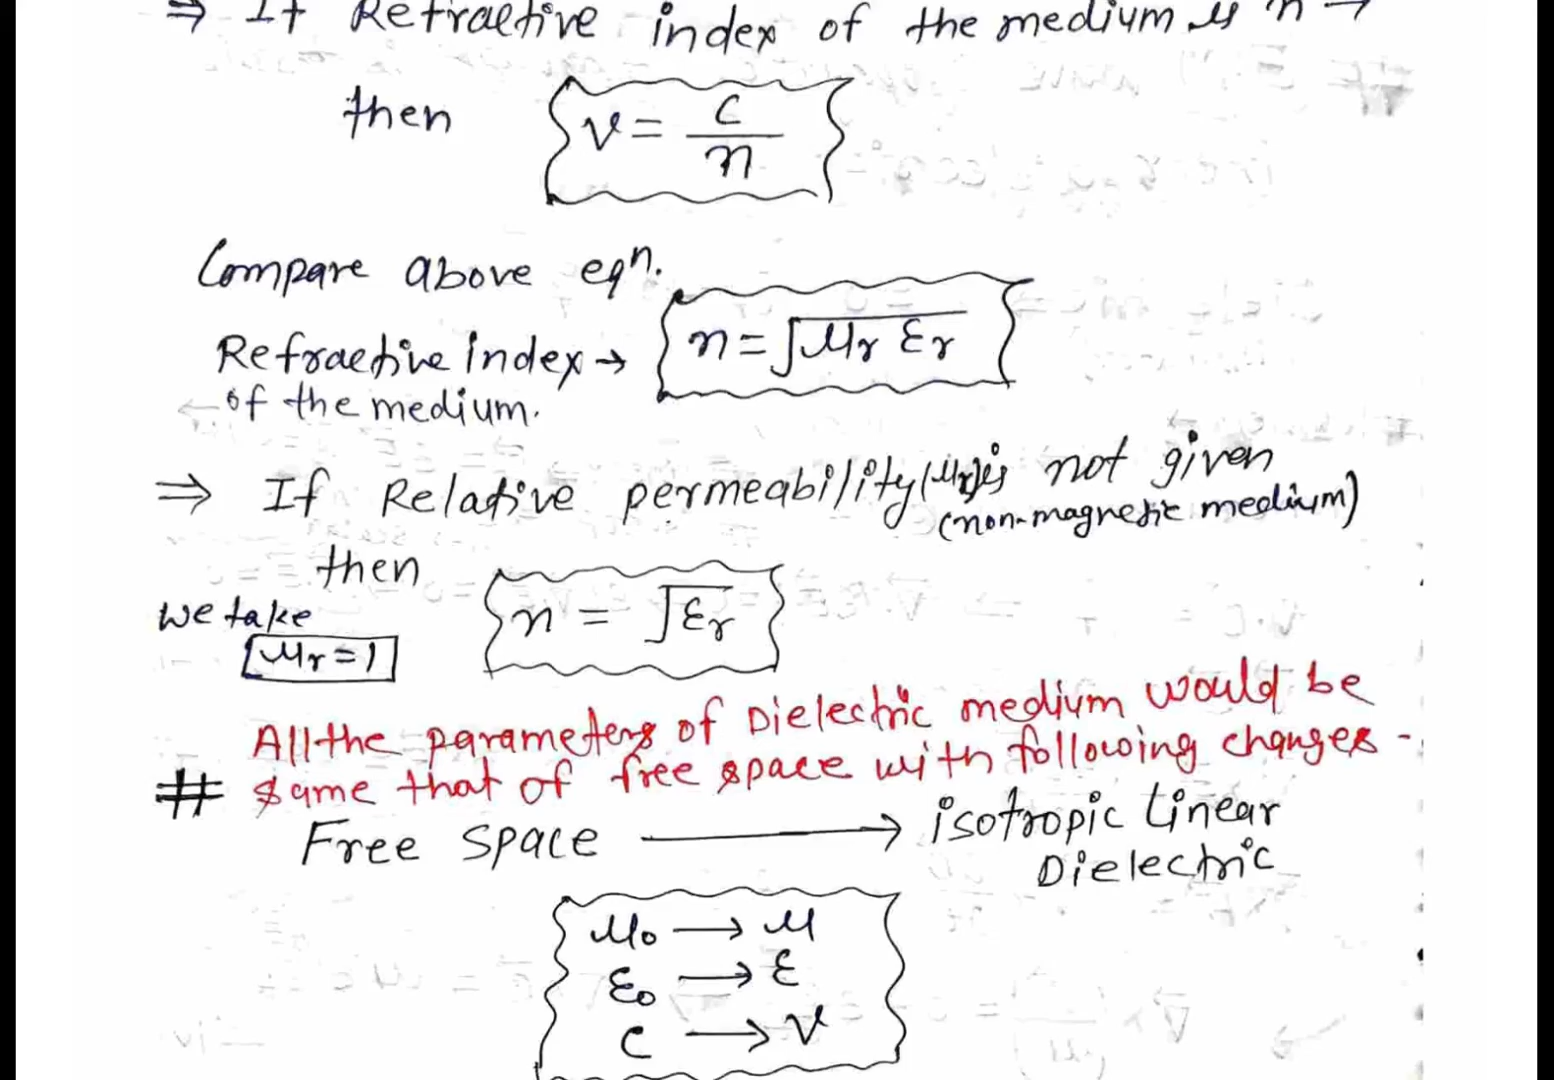 ⇒ If Refractive index of the medium is n →
then v = c/n
Compare above eqⁿ.
Refractive index → n = √μr εr
of the medium.
⇒ If Relative permeability (μr) is not given
(non-magnetic medium)
then n = √εr
we take
μr = 1
All the parameters of Dielectric medium would be
# same that of free space with following changes -
Free space ⟶ isotropic Linear
Dielectric
μ₀ → μ
ε₀ → ε
c → v